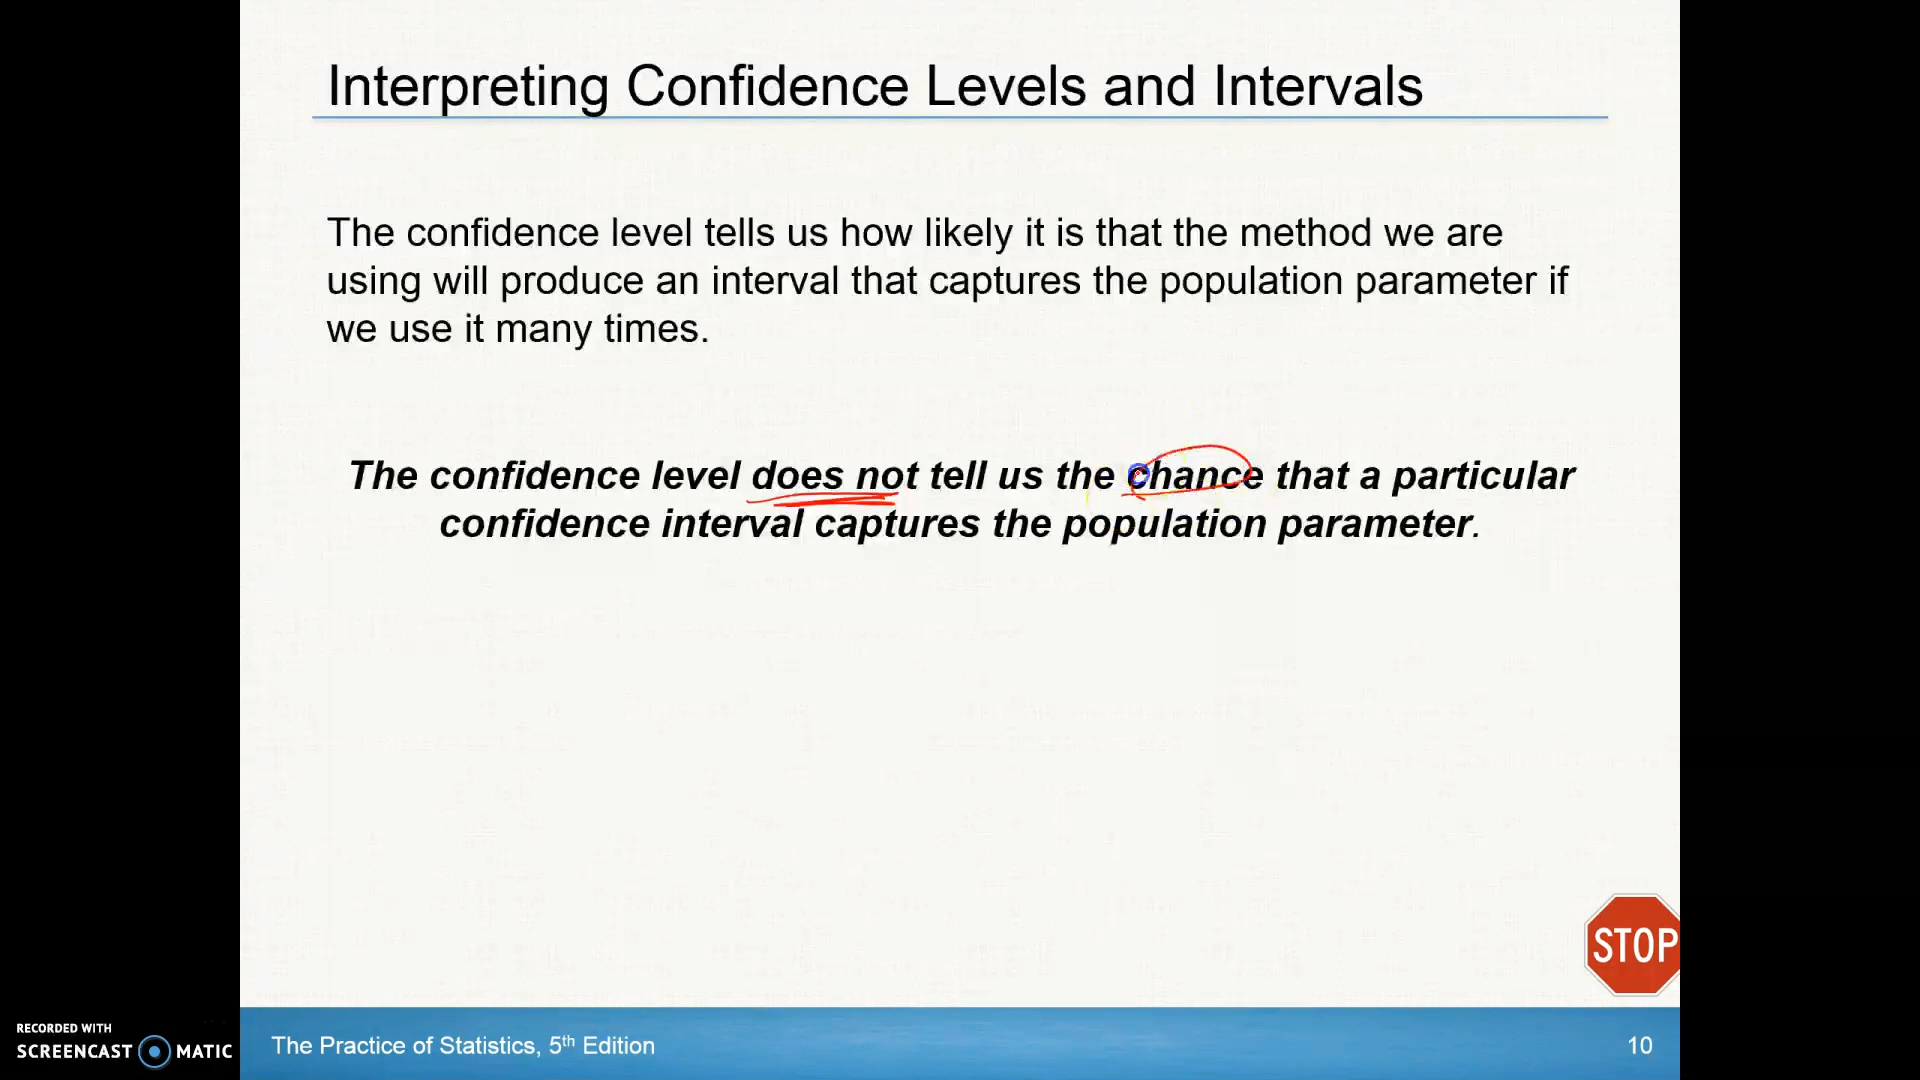 Interpreting Confidence Levels and Intervals
The confidence level tells us how likely it is that the method we are
using will produce an interval that captures the population parameter if
we use it many times.
The confidence level does not tell us the chance that a particular
confidence interval captures the population parameter.
STOP
RECORDED WITH
SCREENCAST MATIC
The Practice of Statistics, 5th Edition
10